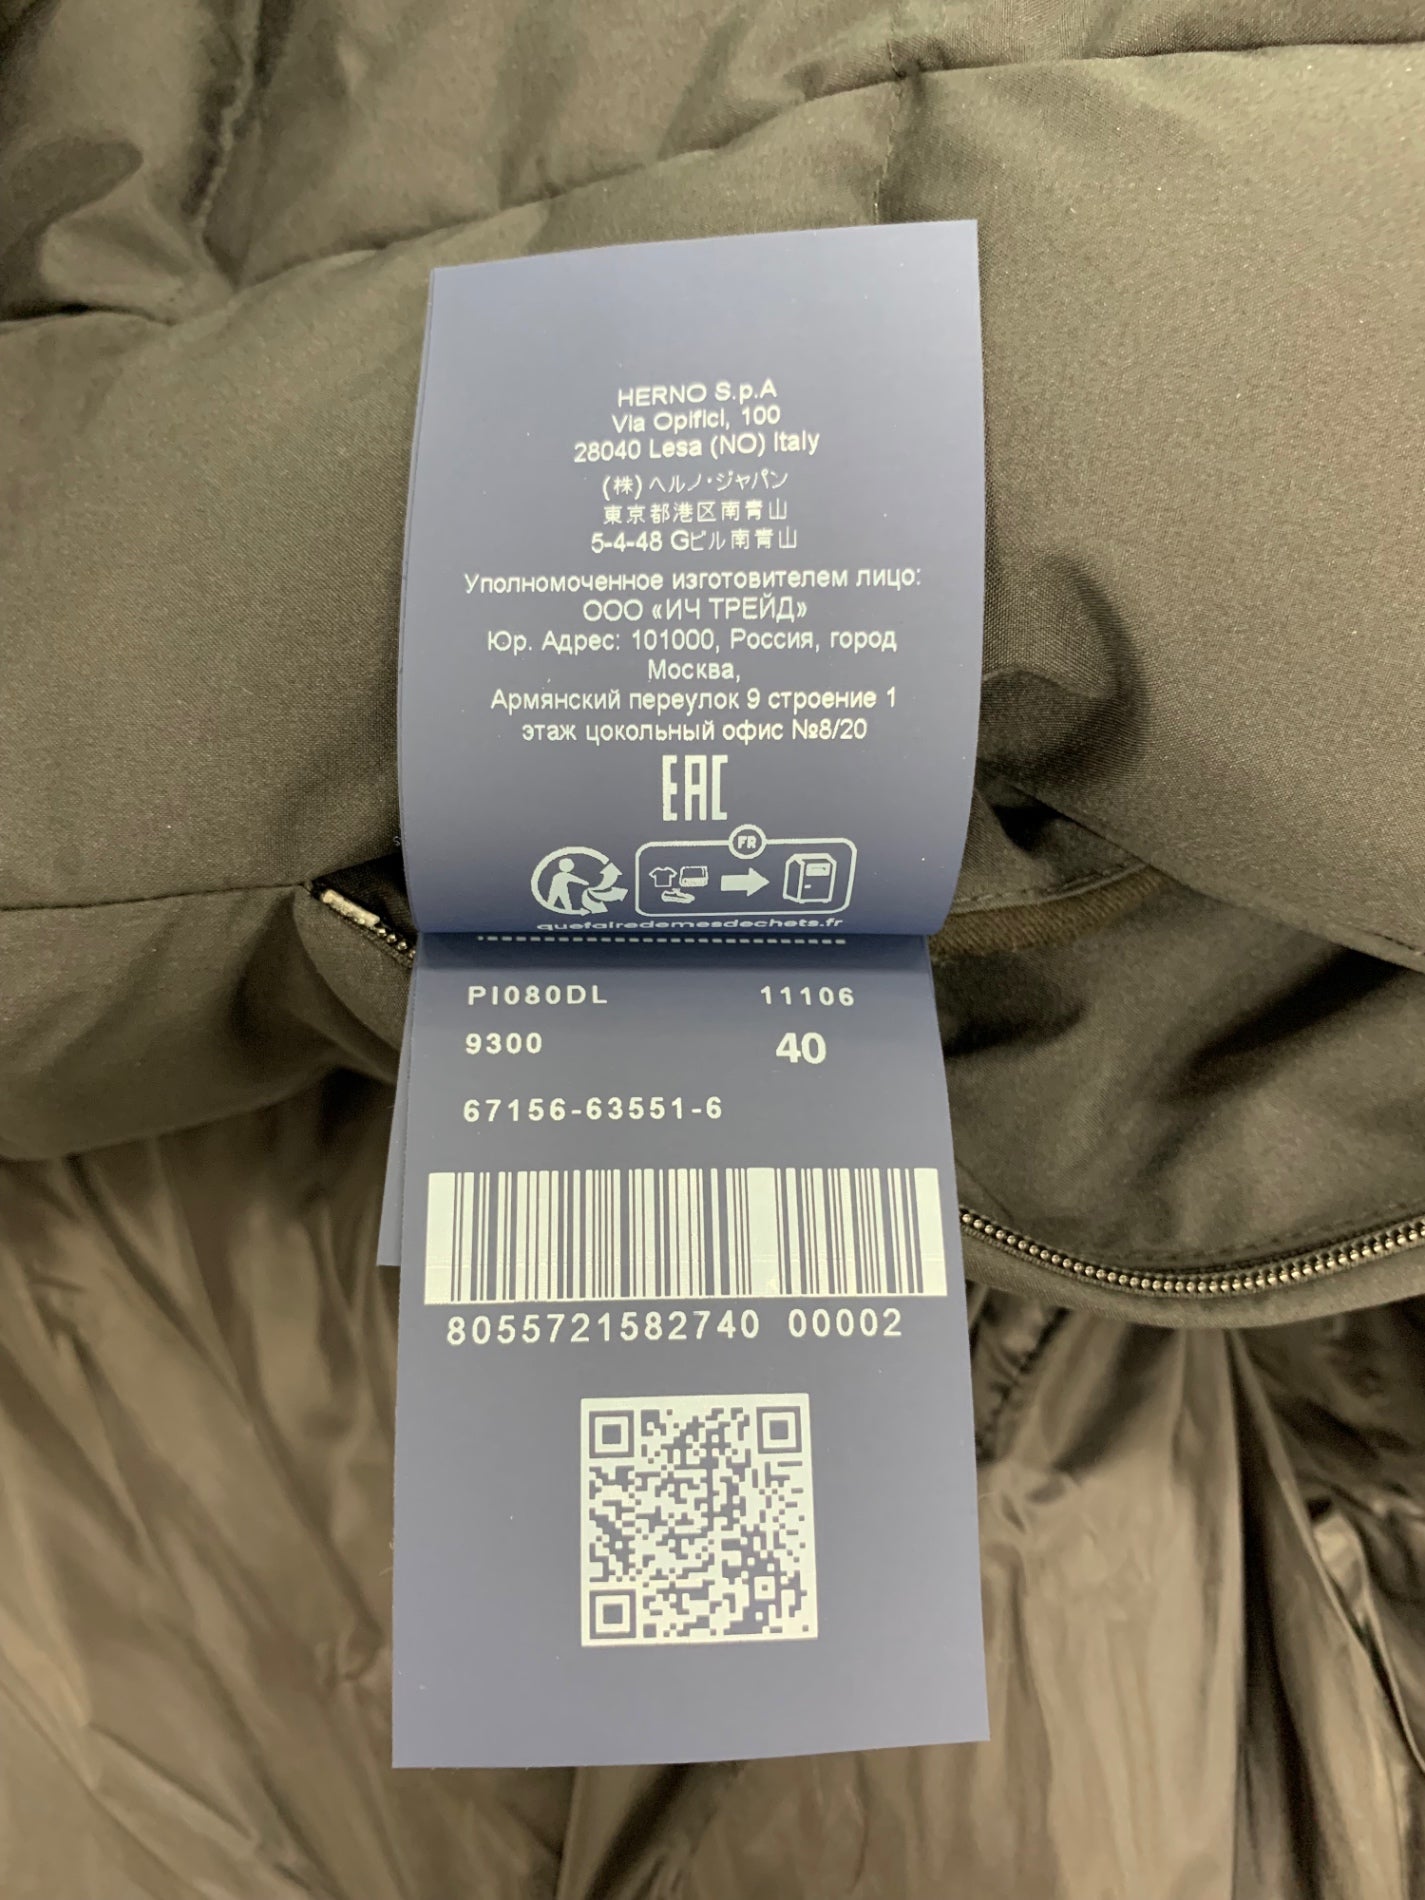 HERNO S.p.A
Via Opifici, 100
28040 Lesa (NO) Italy
(株) ヘルノ・ジャパン
東京都港区南青山
5-4-48 Gビル南青山
Уполномоченное изготовителем лицо:
ООО «ИЧ ТРЕЙД»
Юр. Адрес: 101000, Россия, город
Москва,
Армянский переулок 9 строение 1
этаж цокольный офис №8/20
EAC
FR
quefairedemesdechets.fr
PI080DL 11106
9300 40
67156-63551-6
8055721582740 00002